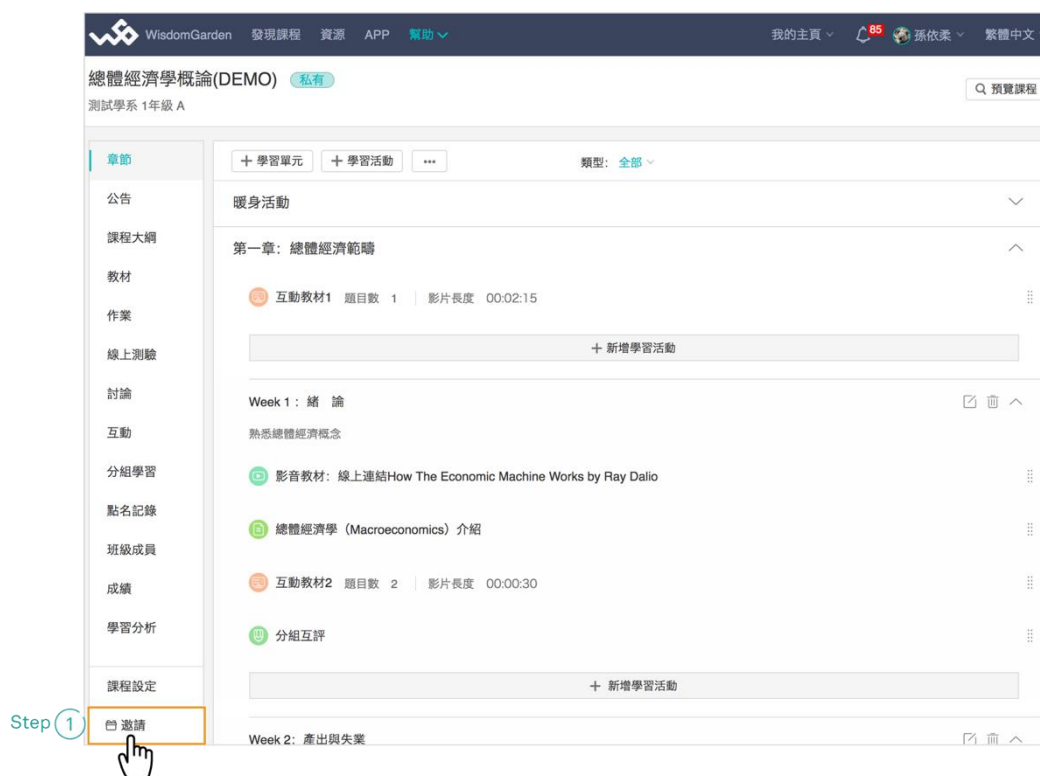 WisdomGarden 發現課程 資源 APP 幫助 我的主頁 85 孫依柔 繁體中文
總體經濟學概論(DEMO) 私有
測試學系 1年級 A
預覽課程
章節
公告
課程大綱
教材
作業
線上測驗
討論
互動
分組學習
點名記錄
班級成員
成績
學習分析
課程設定
Step 1 邀請
+ 學習單元 + 學習活動 ... 類型: 全部
暖身活動
第一章: 總體經濟範疇
互動教材1 題目數 1 影片長度 00:02:15
+ 新增學習活動
Week 1: 緒 論
熟悉總體經濟概念
影音教材: 線上連結How The Economic Machine Works by Ray Dalio
總體經濟學（Macroeconomics）介紹
互動教材2 題目數 2 影片長度 00:00:30
分組互評
+ 新增學習活動
Week 2: 產出與失業